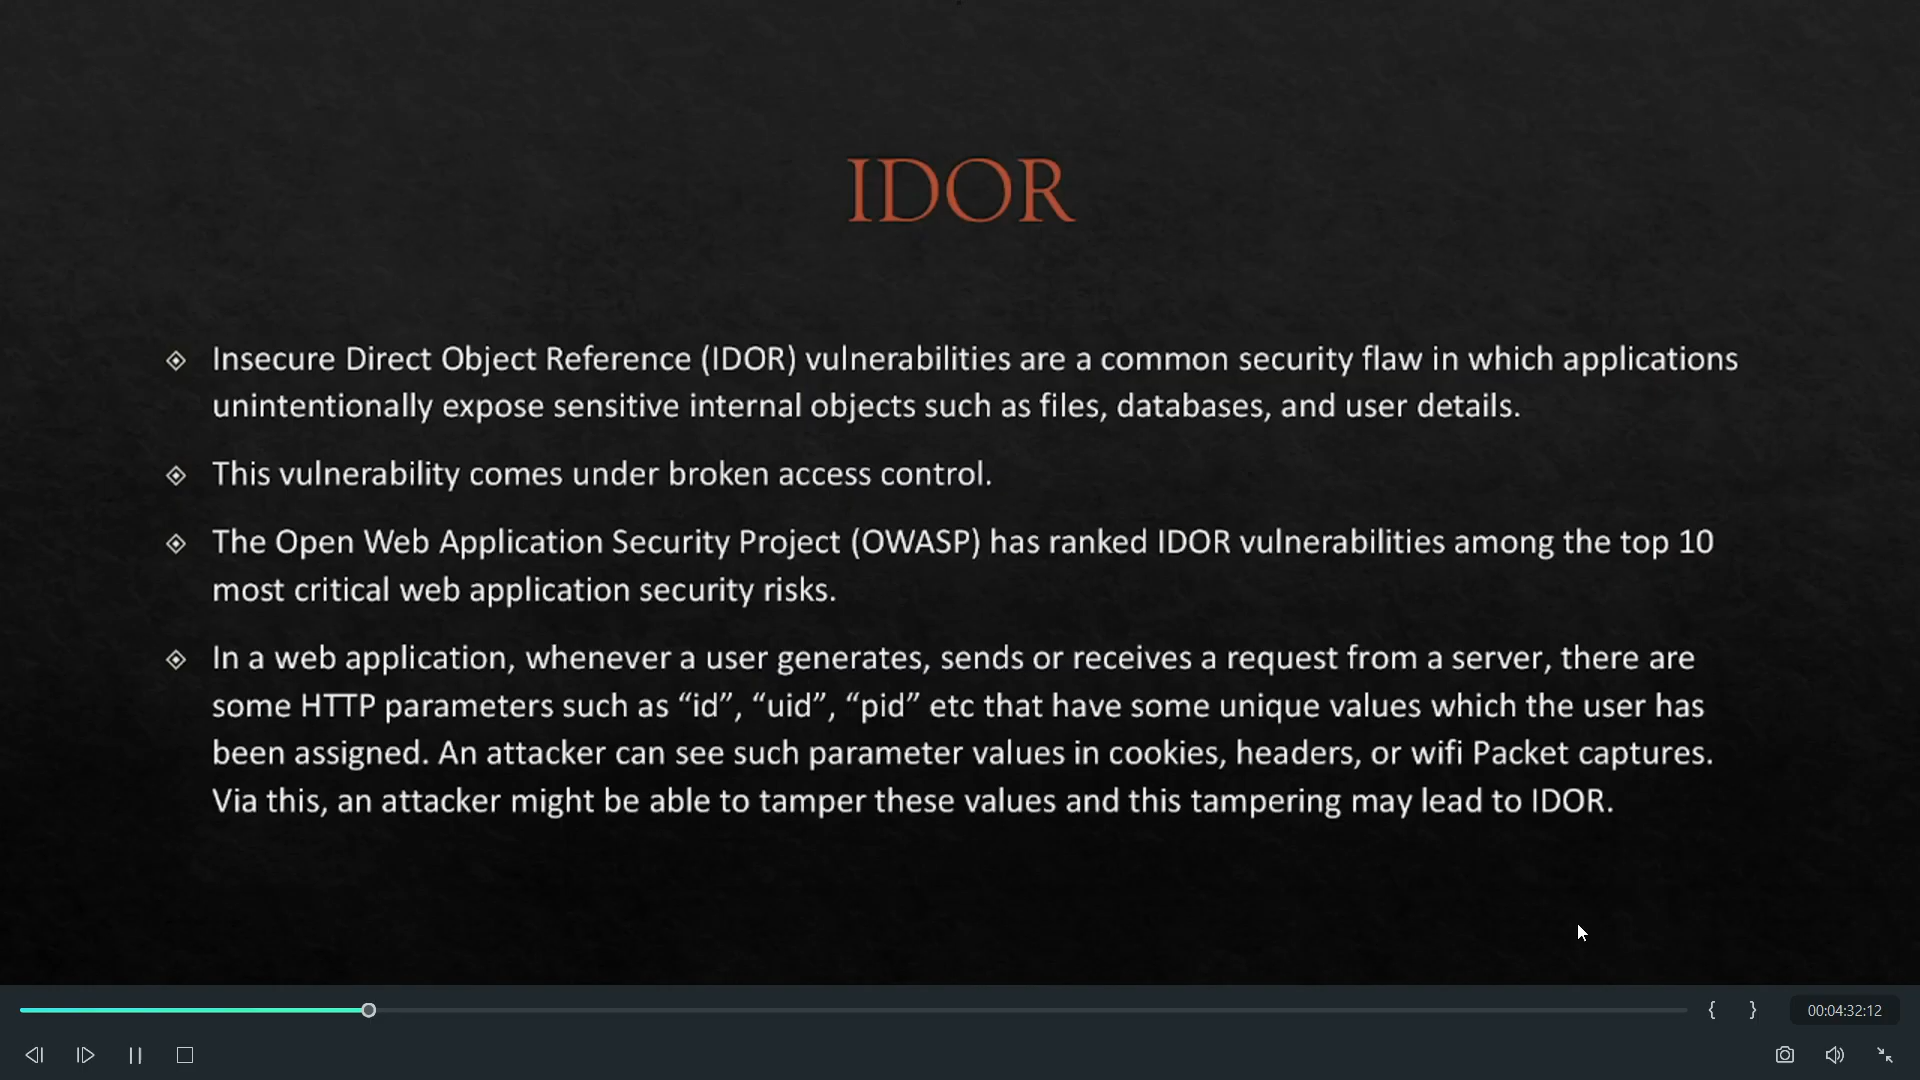 IDOR
Insecure Direct Object Reference (IDOR) vulnerabilities are a common security flaw in which applications
unintentionally expose sensitive internal objects such as files, databases, and user details.
This vulnerability comes under broken access control.
The Open Web Application Security Project (OWASP) has ranked IDOR vulnerabilities among the top 10
most critical web application security risks.
In a web application, whenever a user generates, sends or receives a request from a server, there are
some HTTP parameters such as “id”, “uid”, “pid” etc that have some unique values which the user has
been assigned. An attacker can see such parameter values in cookies, headers, or wifi Packet captures.
Via this, an attacker might be able to tamper these values and this tampering may lead to IDOR.
{ } 00:04:32:12